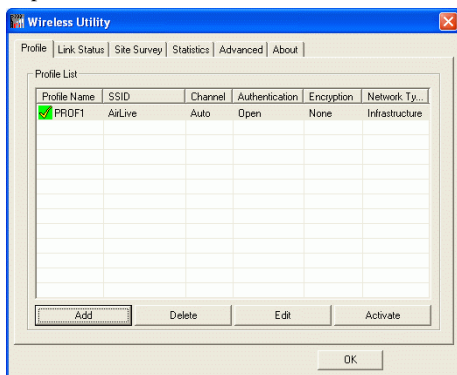 Wireless Utility
Profile Link Status Site Survey Statistics Advanced About
Profile List
Profile Name SSID Channel Authentication Encryption Network Ty...
PROF1 AirLive Auto Open None Infrastructure
Add Delete Edit Activate
OK